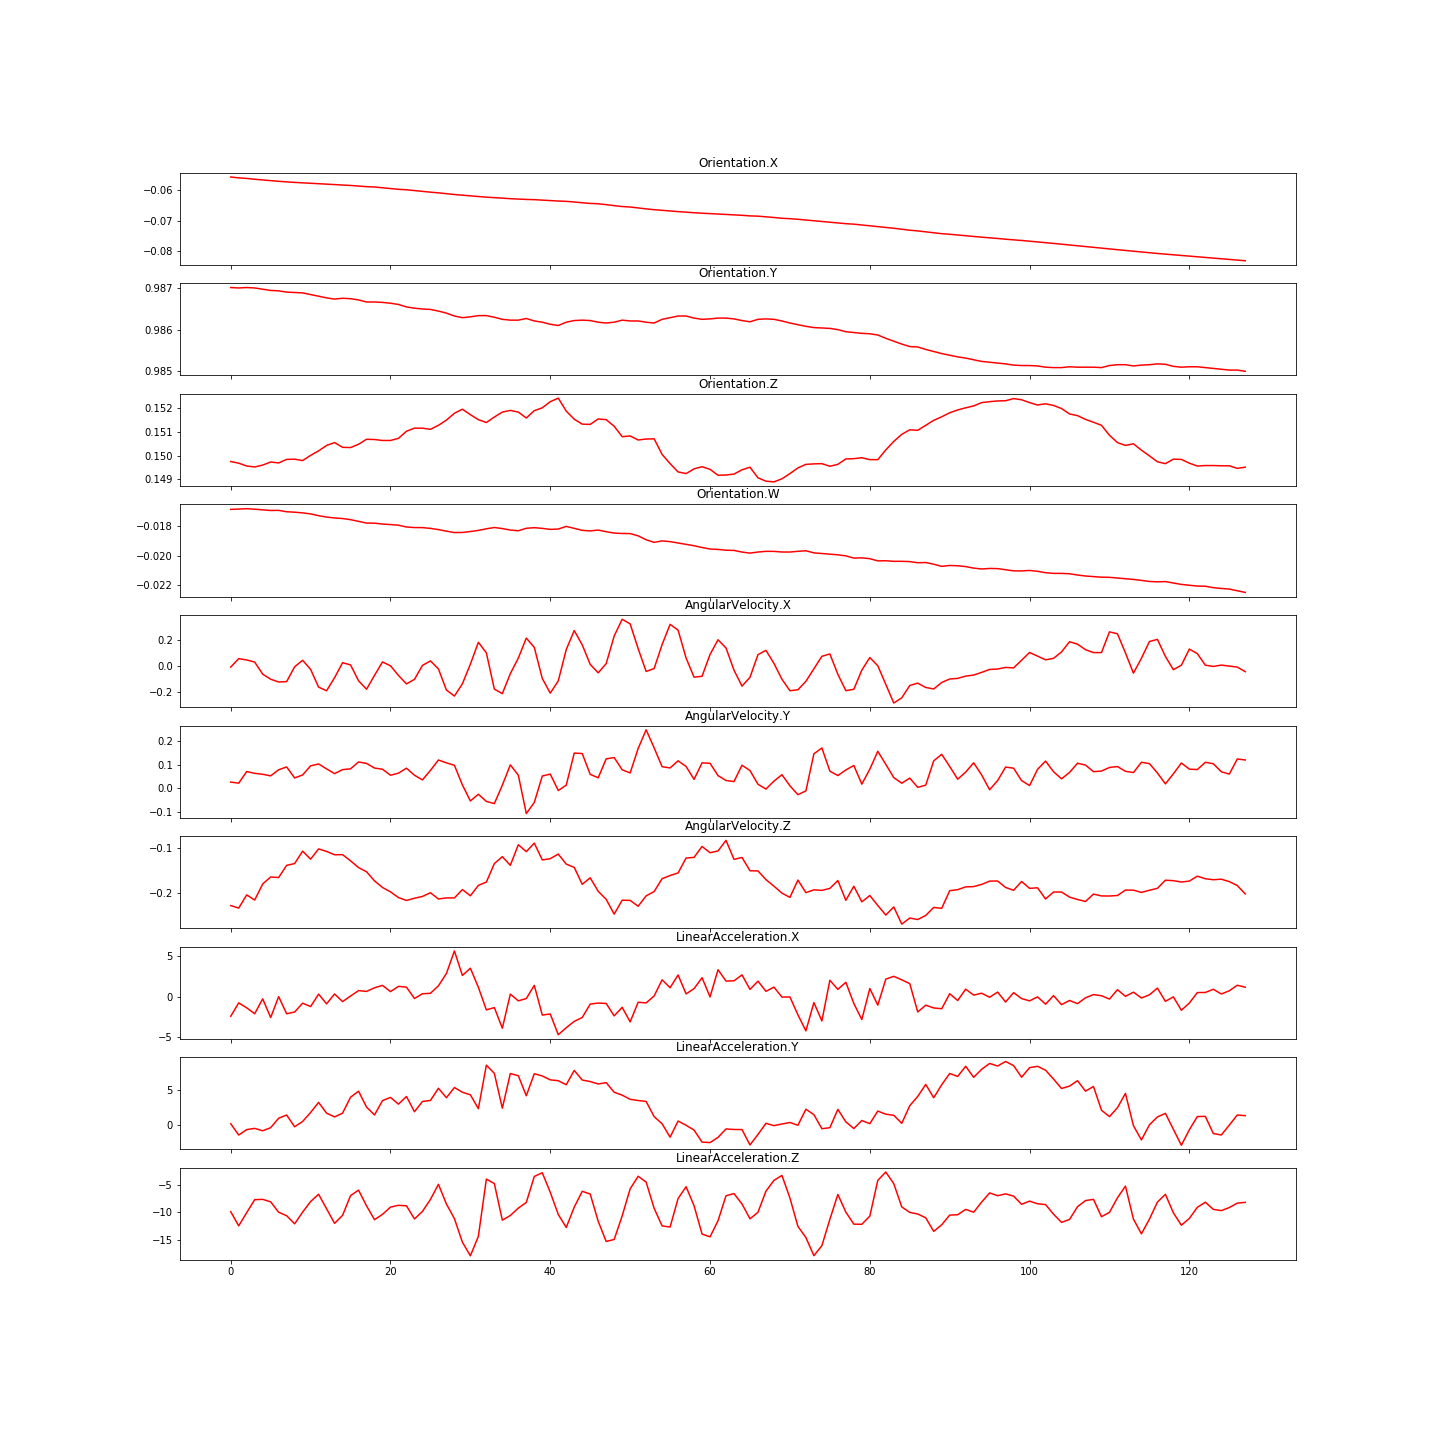 Orientation.X
−0.06
−0.07
−0.08
Orientation.Y
0.987
0.986
0.985
Orientation.Z
0.152
0.151
0.150
0.149
Orientation.W
−0.018
−0.020
−0.022
AngularVelocity.X
0.2
0.0
−0.2
AngularVelocity.Y
0.2
0.1
0.0
−0.1
AngularVelocity.Z
−0.1
−0.2
LinearAcceleration.X
5
0
−5
LinearAcceleration.Y
5
0
LinearAcceleration.Z
−5
−10
−15
0 20 40 60 80 100 120